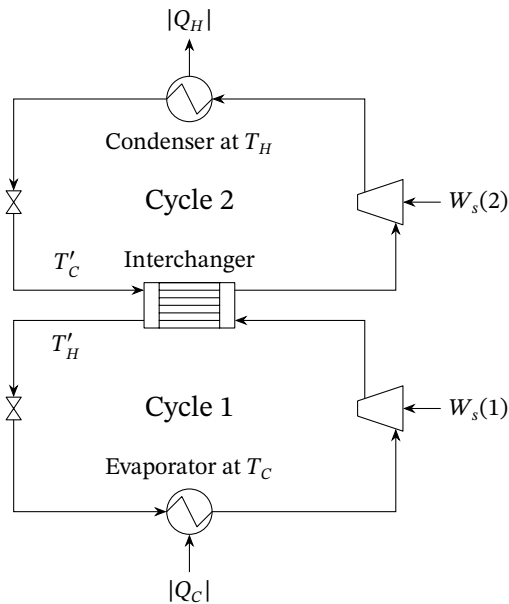 |Q_H|
Condenser at T_H
Cycle 2
W_s(2)
T'_C
Interchanger
T'_H
Cycle 1
W_s(1)
Evaporator at T_C
|Q_C|